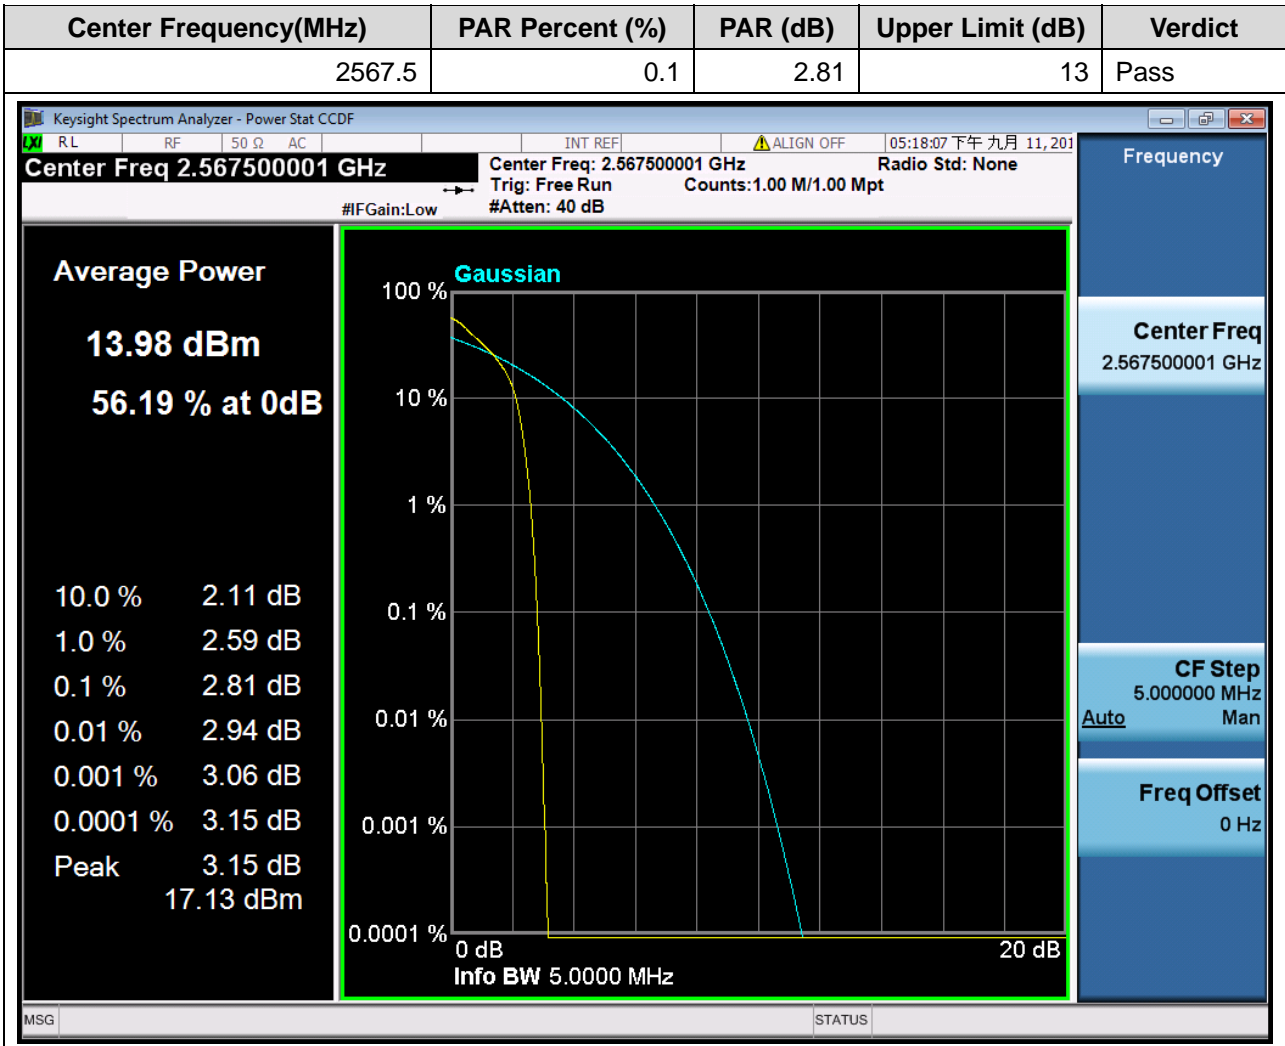 Center Frequency(MHz) PAR Percent (%) PAR (dB) Upper Limit (dB) Verdict
2567.5 0.1 2.81 13 Pass
Keysight Spectrum Analyzer - Power Stat CCDF
LXI RL RF 50 Ω AC INT REF ALIGN OFF 05:18:07 下午 九月 11, 201
Center Freq 2.567500001 GHz
Center Freq: 2.567500001 GHz Radio Std: None
Trig: Free Run Counts:1.00 M/1.00 Mpt
#IFGain:Low #Atten: 40 dB
Frequency
Average Power
13.98 dBm
56.19 % at 0dB
10.0 % 2.11 dB
1.0 % 2.59 dB
0.1 % 2.81 dB
0.01 % 2.94 dB
0.001 % 3.06 dB
0.0001 % 3.15 dB
Peak 3.15 dB
17.13 dBm
Gaussian
100 %
10 %
1 %
0.1 %
0.01 %
0.001 %
0.0001 %
0 dB 20 dB
Info BW 5.0000 MHz
Center Freq
2.567500001 GHz
CF Step
5.000000 MHz
Auto Man
Freq Offset
0 Hz
MSG STATUS